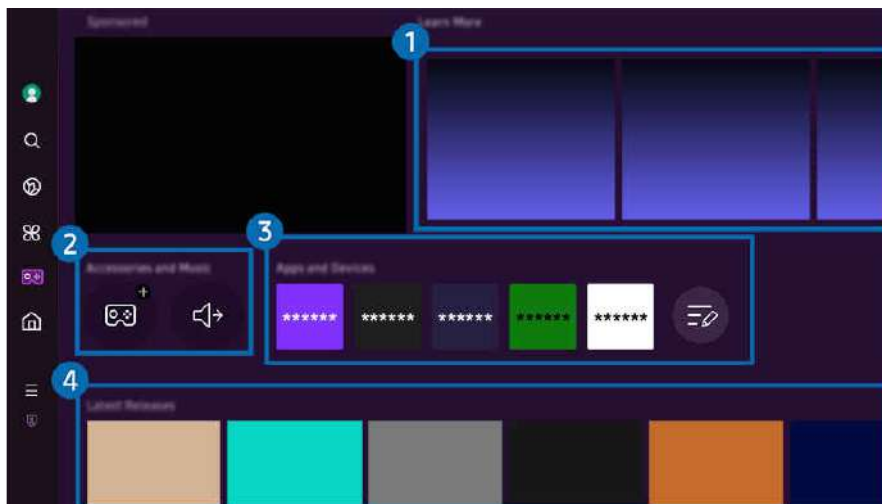 Sponsored
Learn More
1
2
3
Accessories and Music
Apps and Devices
****** ****** ****** ****** ******
4
Latest Releases